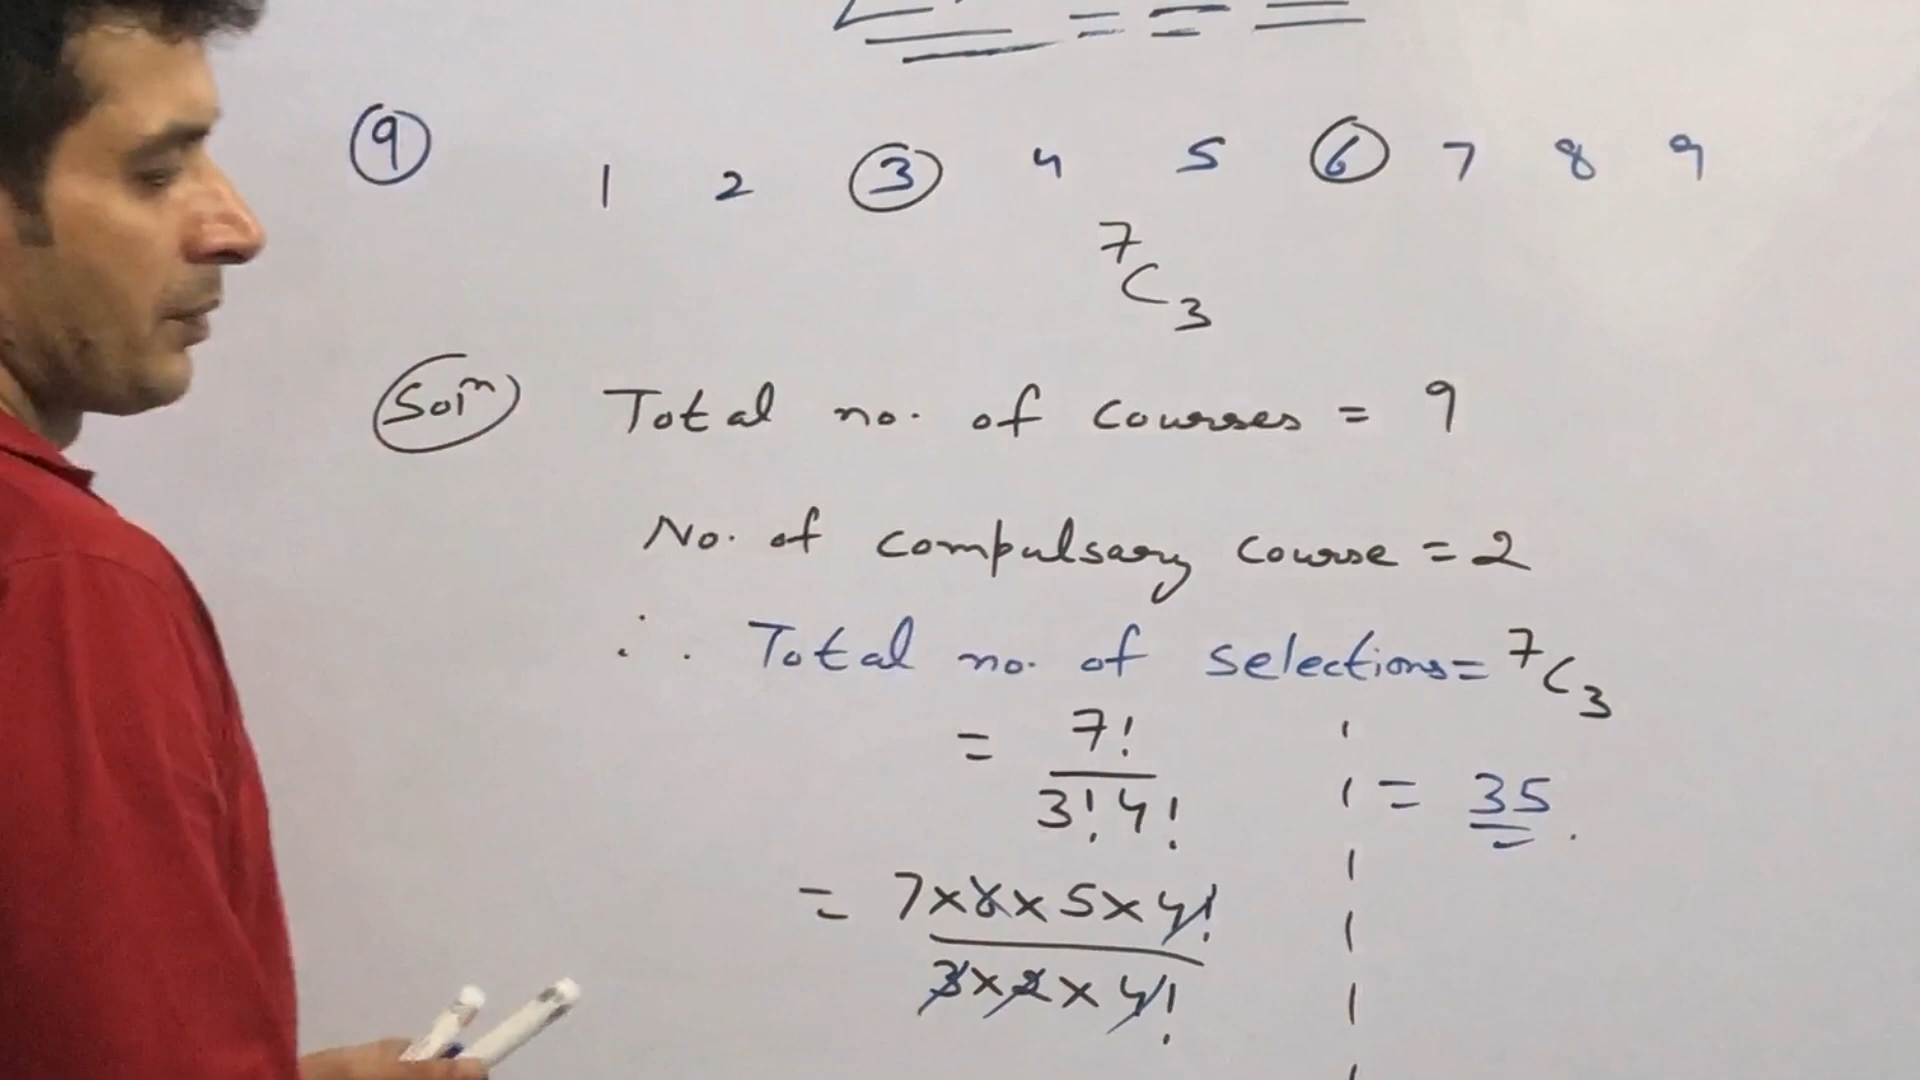 9 1 2 3 4 5 6 7 8 9
⁷C₃
Solⁿ Total no. of courses = 9
No. of compulsary course = 2
∴ Total no. of selections = ⁷C₃
= 7! / 3! 4!
= 35.
= 7 × 6 × 5 × 4! / 3 × 2 × 4!